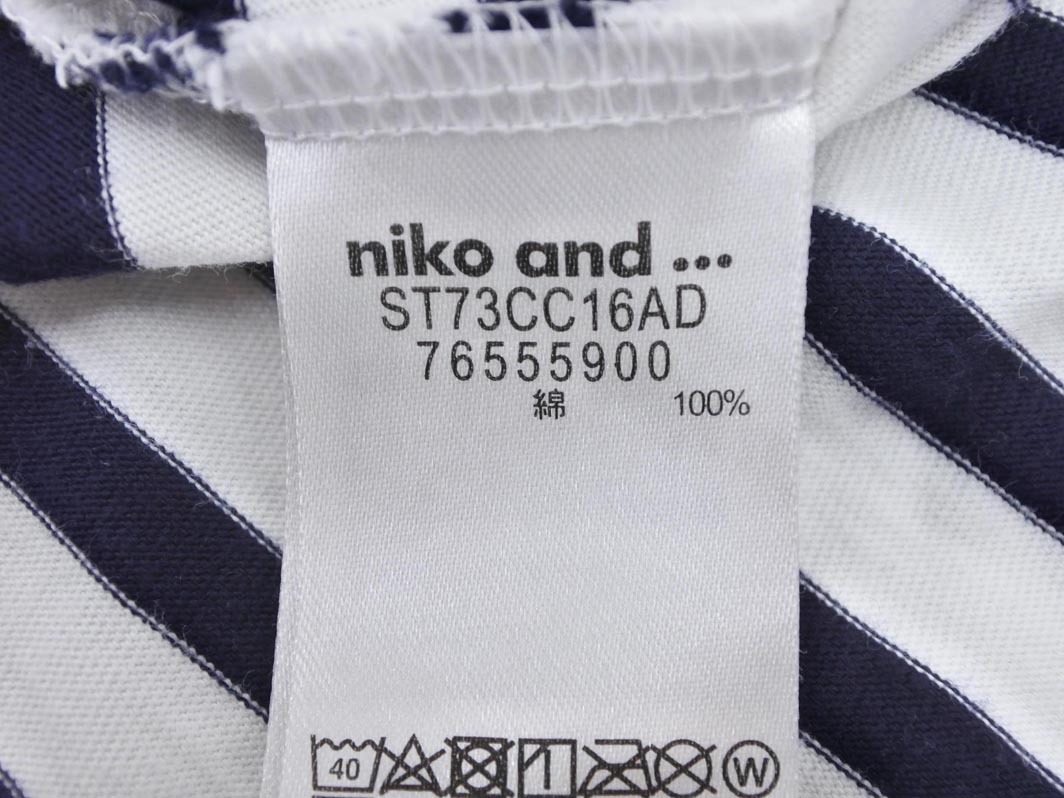 niko and ...
ST73CC16AD
76555900
綿 100%
40 W